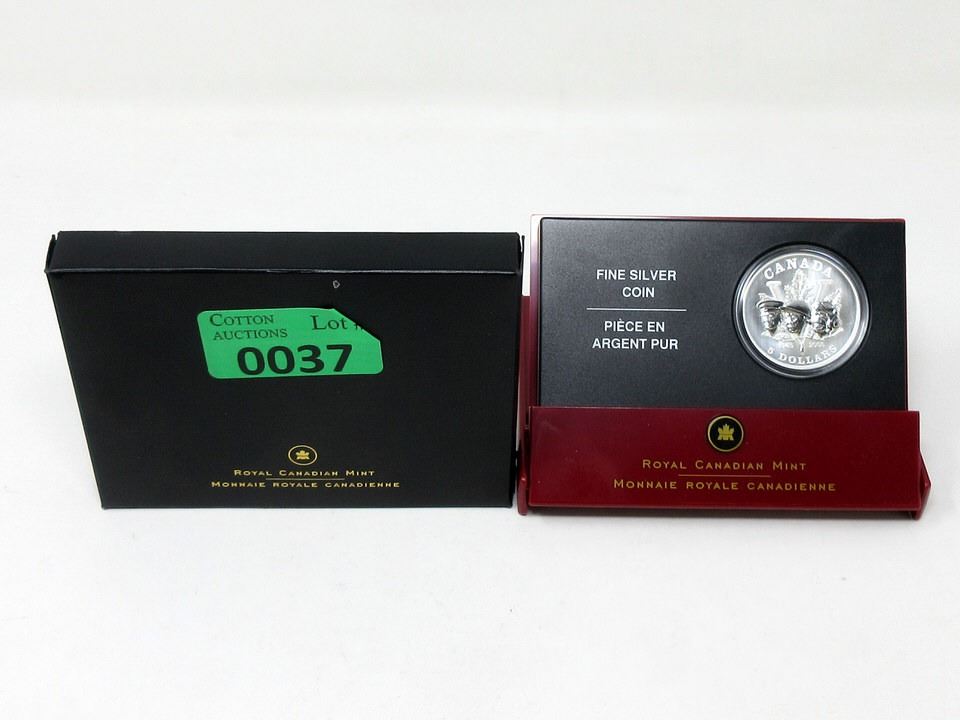 COTTON
AUCTIONS
Lot #
0037
ROYAL CANADIAN MINT
MONNAIE ROYALE CANADIENNE
FINE SILVER
COIN
PIÈCE EN
ARGENT PUR
CANADA
5 DOLLARS
ROYAL CANADIAN MINT
MONNAIE ROYALE CANADIENNE